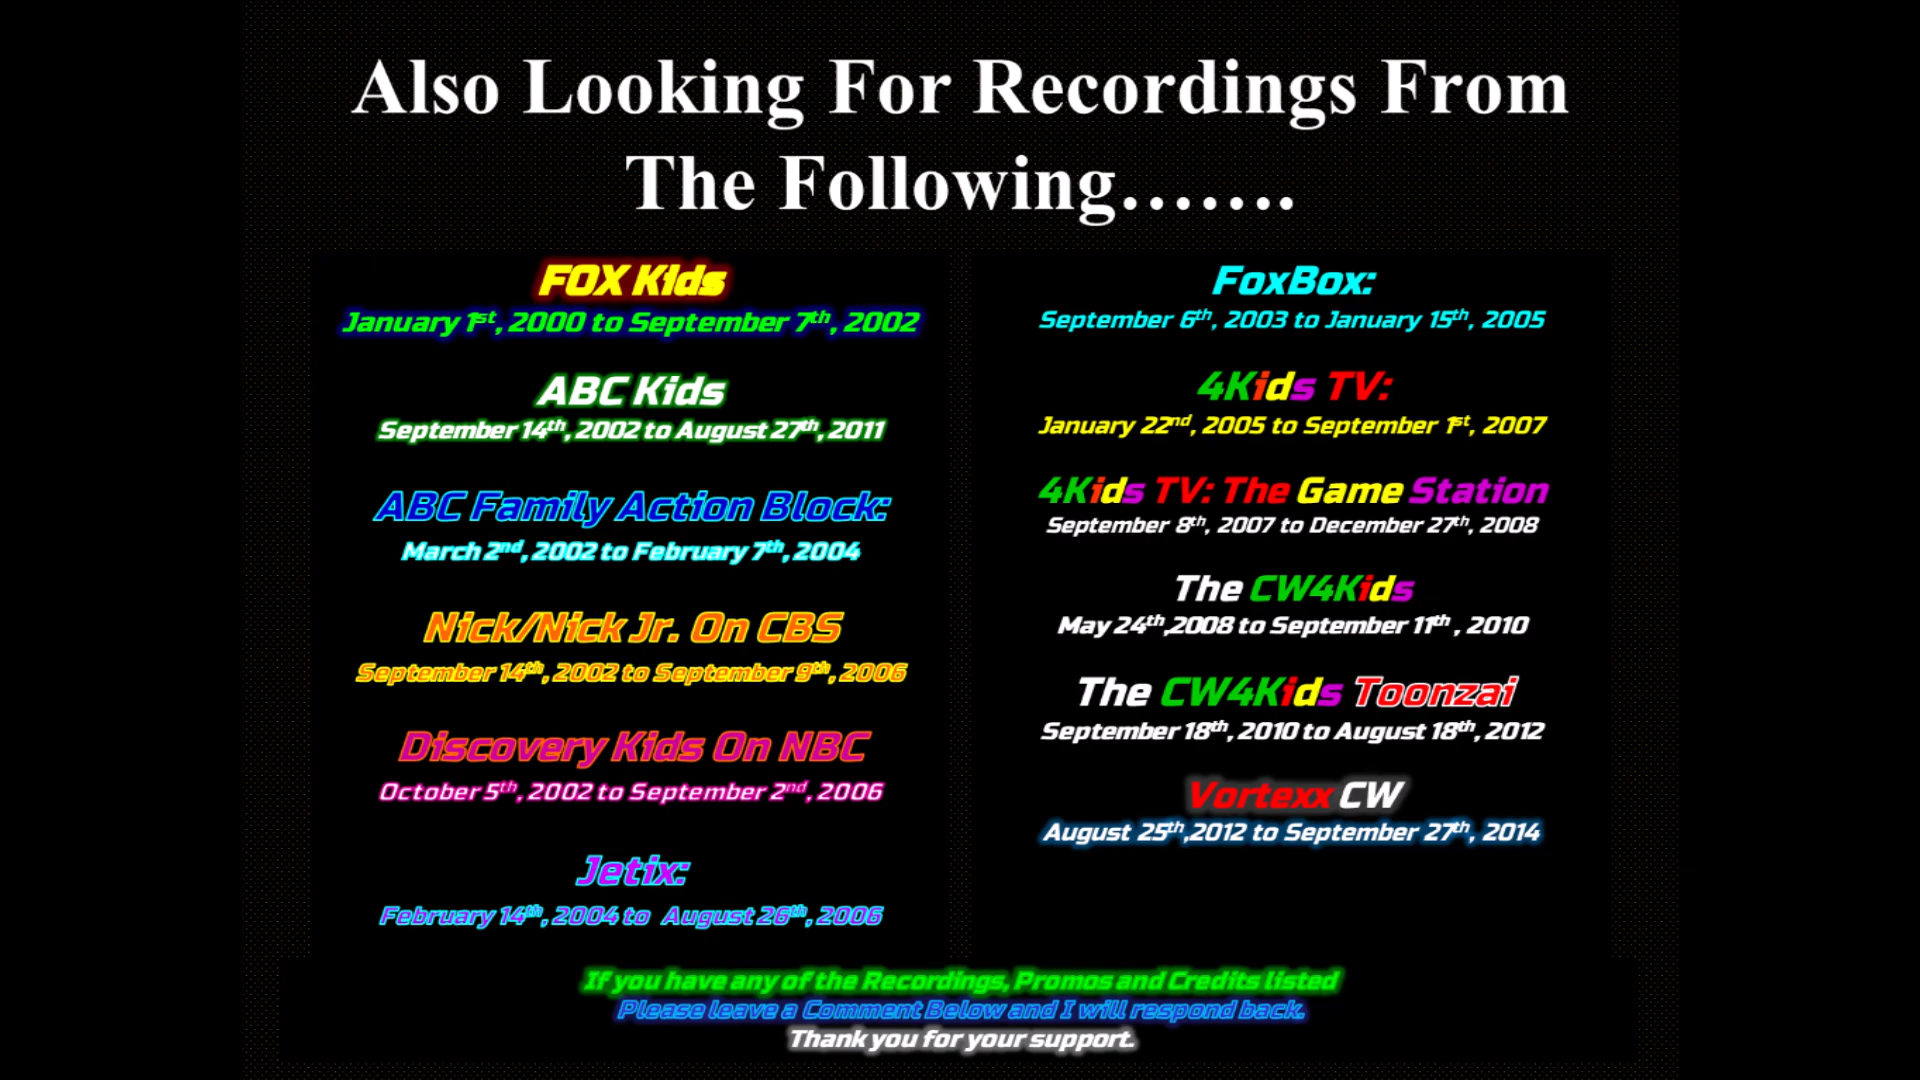 Also Looking For Recordings From
The Following…….
FOX Kids
January 1st, 2000 to September 7th, 2002
ABC Kids
September 14th, 2002 to August 27th, 2011
ABC Family Action Block:
March 2nd, 2002 to February 7th, 2004
Nick/Nick Jr. On CBS
September 14th, 2002 to September 9th, 2006
Discovery Kids On NBC
October 5th, 2002 to September 2nd, 2006
Jetix:
February 14th, 2004 to August 26th, 2006
FoxBox:
September 6th, 2003 to January 15th, 2005
4Kids TV:
January 22nd, 2005 to September 1st, 2007
4Kids TV: The Game Station
September 8th, 2007 to December 27th, 2008
The CW4Kids
May 24th,2008 to September 11th , 2010
The CW4Kids Toonzai
September 18th, 2010 to August 18th, 2012
Vortexx CW
August 25th,2012 to September 27th, 2014
If you have any of the Recordings, Promos and Credits listed
Please leave a Comment Below and I will respond back.
Thank you for your support.